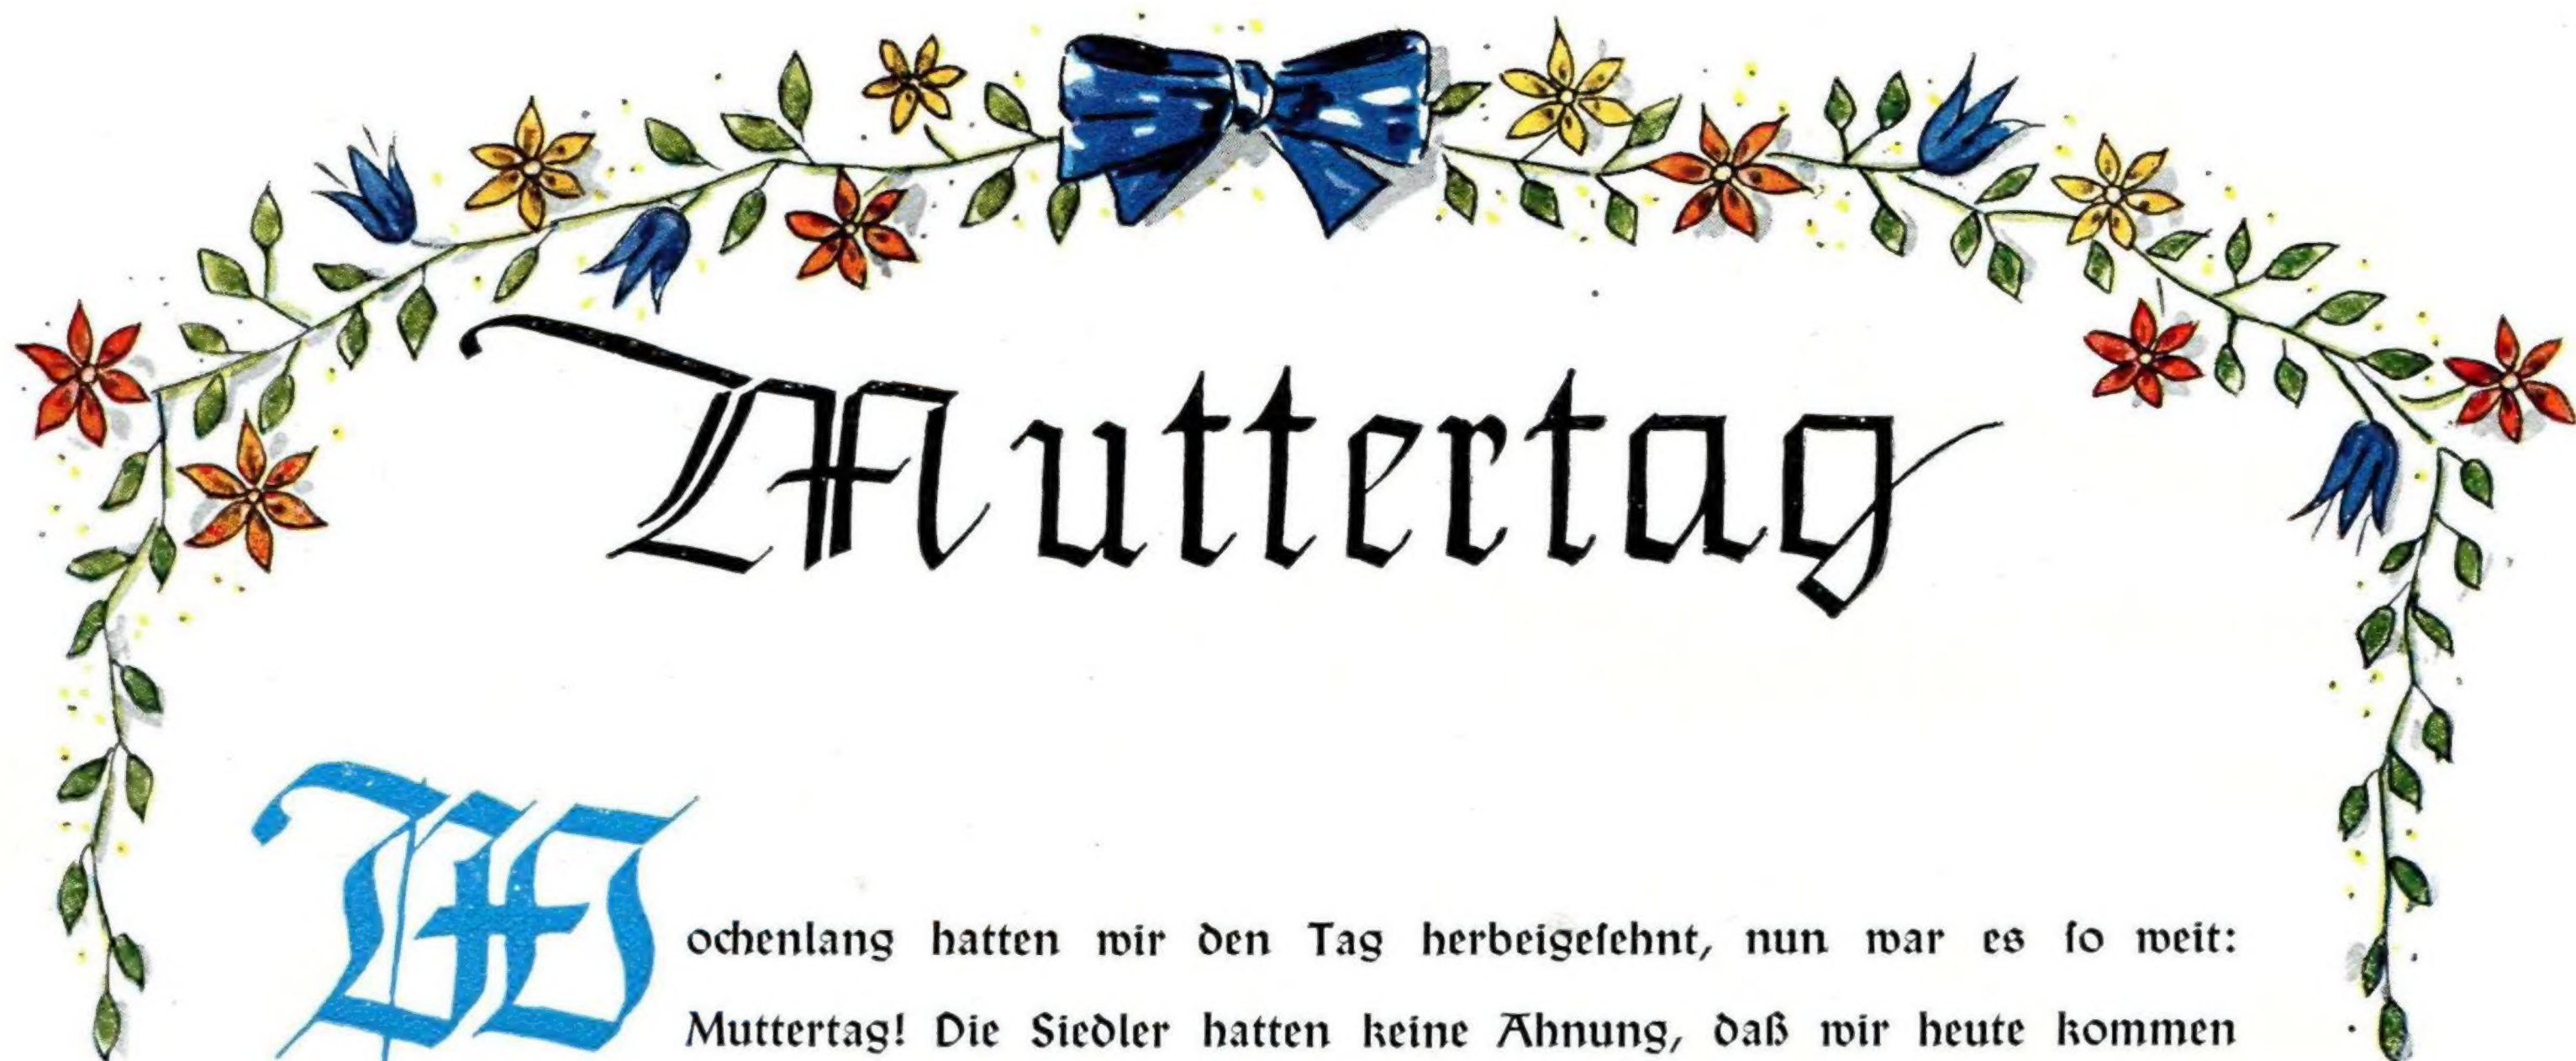 Muttertag
Wochenlang hatten wir den Tag herbeigeſehnt, nun war es ſo weit:
Muttertag! Die Siedler hatten keine Ahnung, daß wir heute kommen